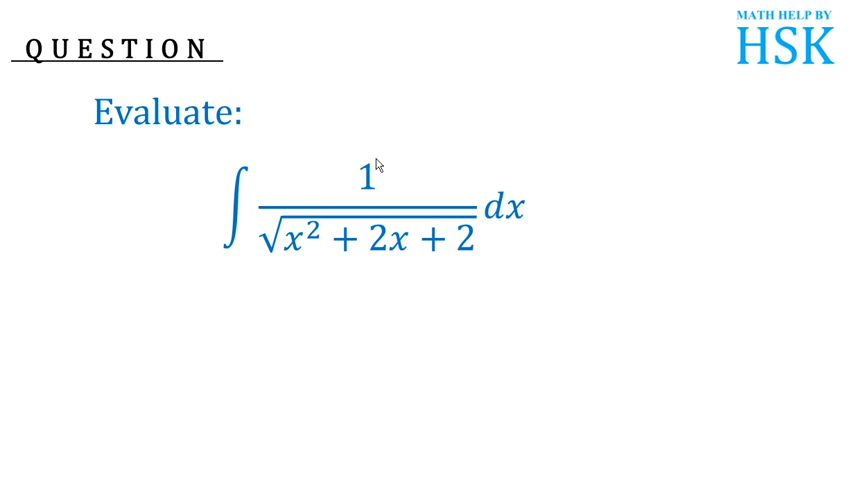 MATH HELP BY
HSK
QUESTION
Evaluate:
∫ 1/√(x² + 2x + 2) dx